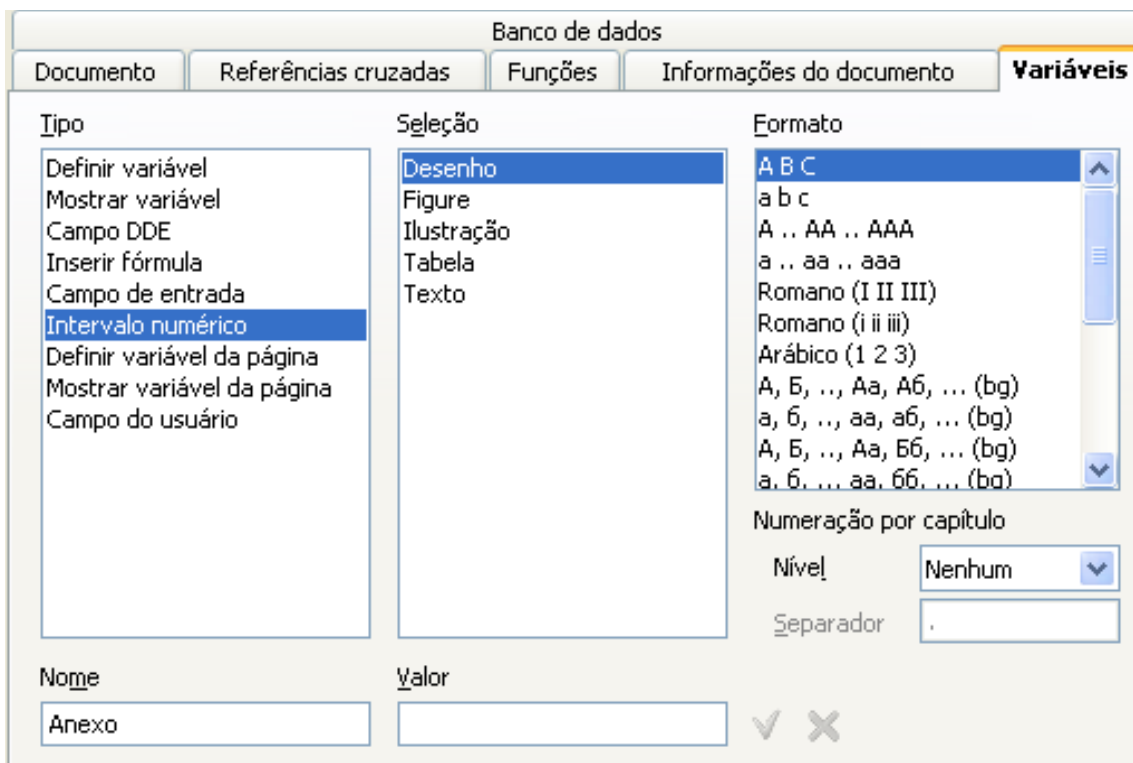 Banco de dados
Documento
Referências cruzadas
Funções
Informações do documento
Variáveis
Tipo
Definir variável
Mostrar variável
Campo DDE
Inserir fórmula
Campo de entrada
Intervalo numérico
Definir variável da página
Mostrar variável da página
Campo do usuário
Seleção
Desenho
Figure
Ilustração
Tabela
Texto
Formato
A B C
a b c
A .. AA .. AAA
a .. aa .. aaa
Romano (I II III)
Romano (i ii iii)
Arábico (1 2 3)
А, Б, .., Аа, Аб, ... (bg)
а, б, .., аа, аб, ... (bg)
А, Б, .., Аа, Бб, ... (bg)
а, б, .., аа, бб, ... (bg)
Numeração por capítulo
Nível
Nenhum
Separador
.
Nome
Anexo
Valor